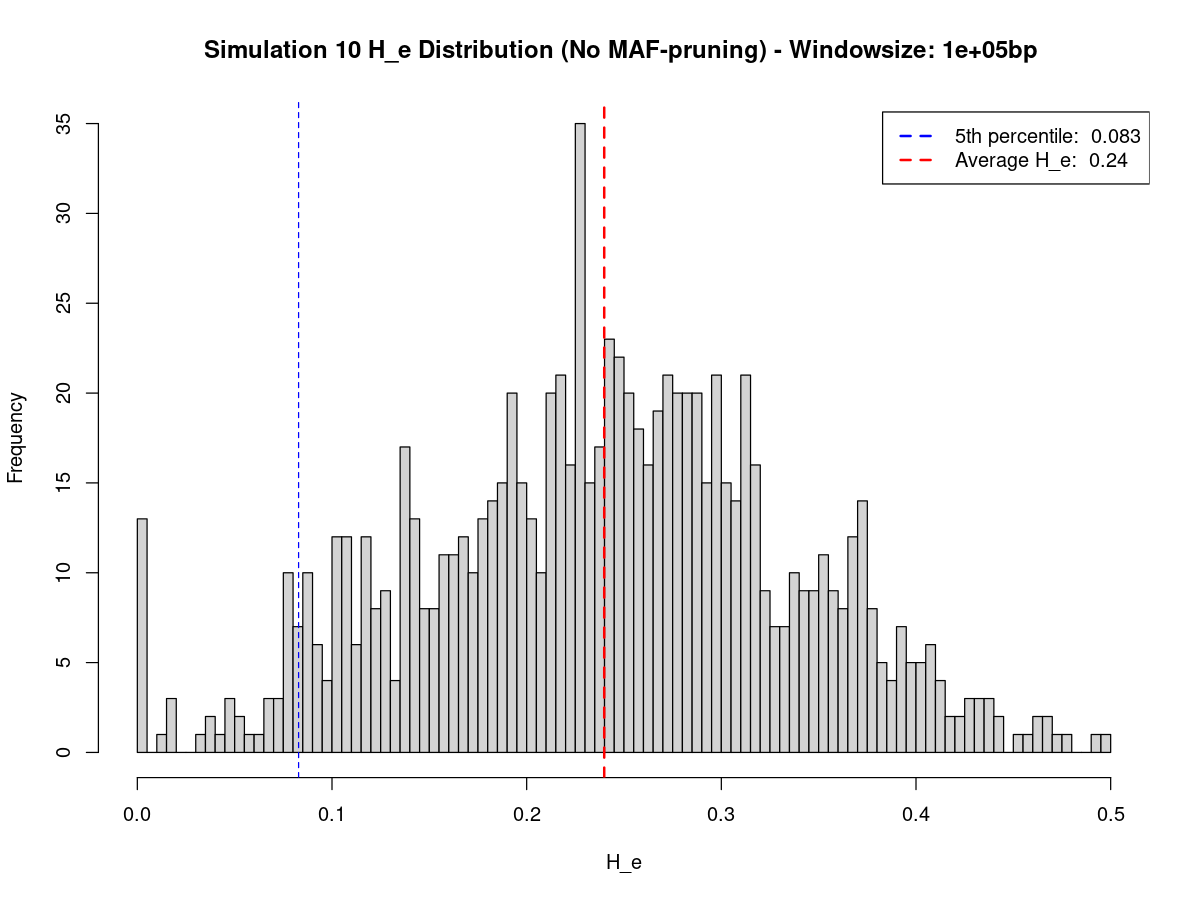 Simulation 10 H_e Distribution (No MAF-pruning) - Windowsize: 1e+05bp
5th percentile: 0.083
Average H_e: 0.24
Frequency
35
30
25
20
15
10
5
0
0.0 0.1 0.2 0.3 0.4 0.5
H_e